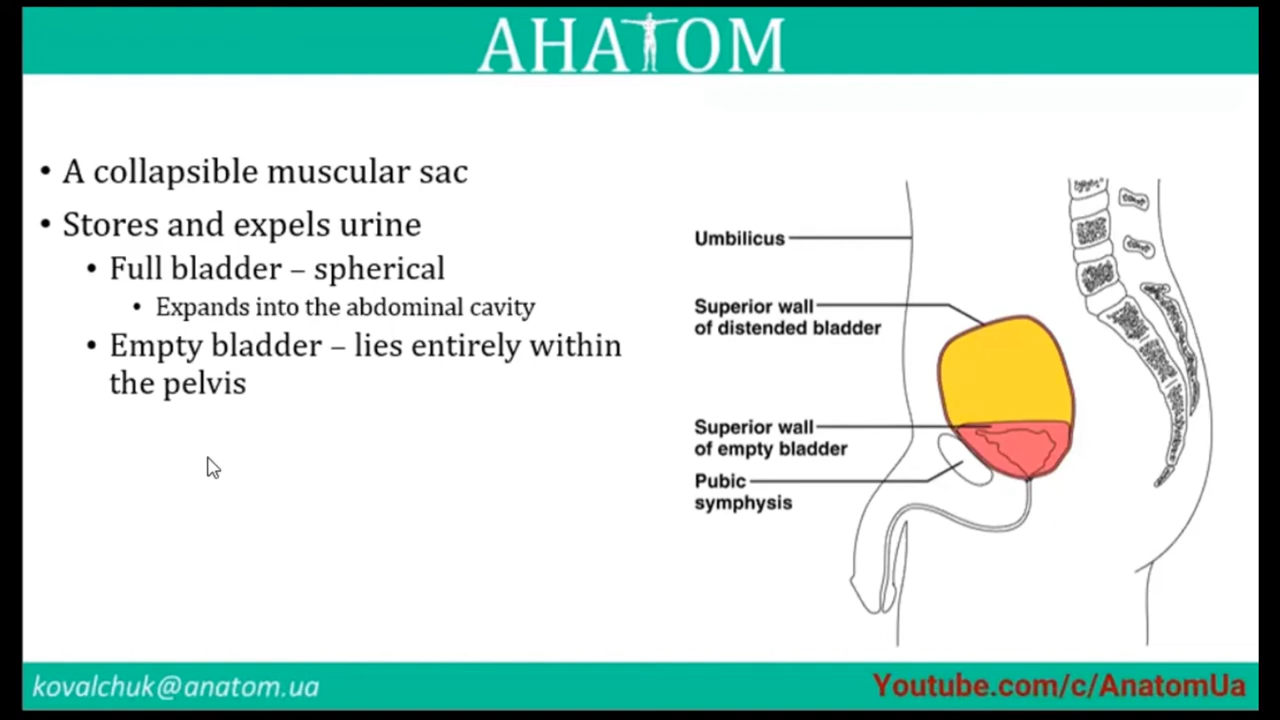 АНАТОМ
• A collapsible muscular sac
• Stores and expels urine
• Full bladder – spherical
• Expands into the abdominal cavity
• Empty bladder – lies entirely within
the pelvis
Umbilicus
Superior wall
of distended bladder
Superior wall
of empty bladder
Pubic
symphysis
kovalchuk@anatom.ua
Youtube.com/c/AnatomUa